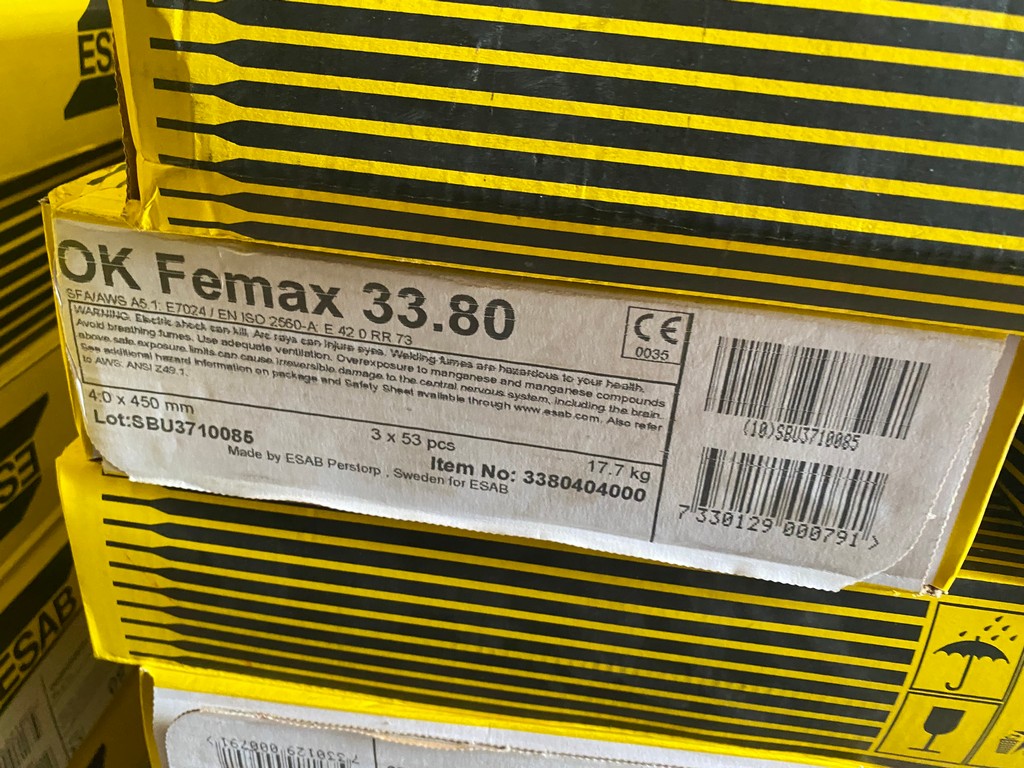 ES
OK Femax 33.80
SFA/AWS A5.1: E7024 / EN ISO 2560-A: E 42 0 RR 73
WARNING. Electric shock can kill. Arc rays can injure eyes. Welding fumes are hazardous to your health.
Avoid breathing fumes. Use adequate ventilation. Overexposure to manganese and manganese compounds
above safe exposure limits can cause irreversible damage to the central nervous system, including the brain.
See additional hazard information on package and Safety Sheet available through www.esab.com. Also refer
to AWS. ANSI Z49.1.
CE
0035
4.0 x 450 mm
3 x 53 pcs
17.7 kg
Lot:SBU3710085
Item No: 3380404000
Made by ESAB Perstorp , Sweden for ESAB
(10)SBU3710085
7 330129 000791 >
ESAB
7 330129 000791 >